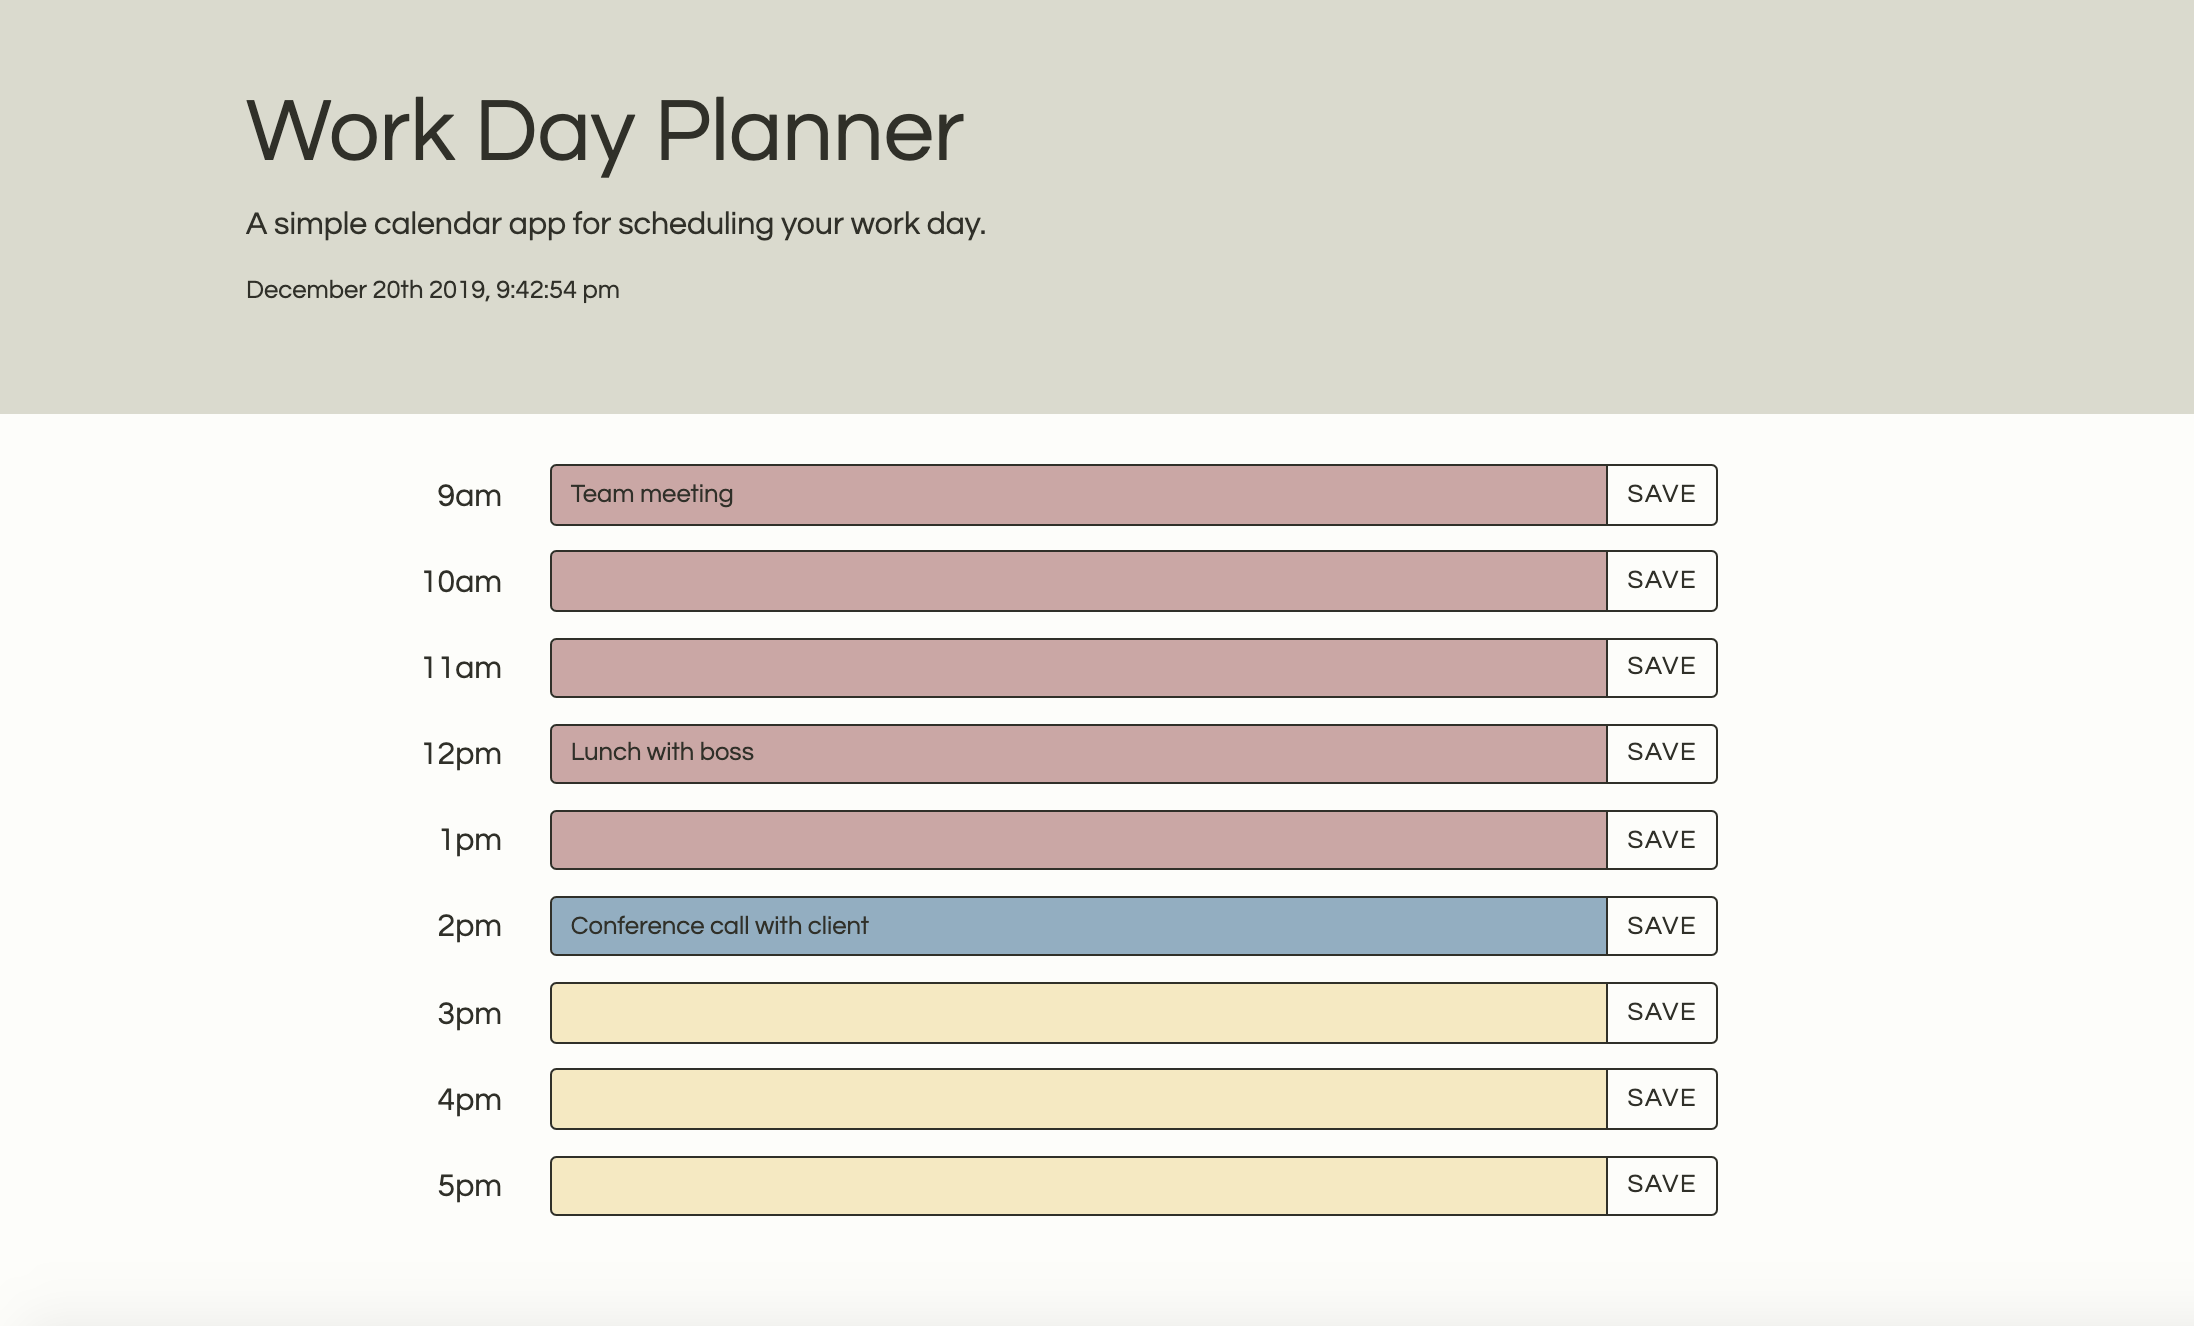 Work Day Planner
A simple calendar app for scheduling your work day.
December 20th 2019, 9:42:54 pm
9am Team meeting SAVE
10am SAVE
11am SAVE
12pm Lunch with boss SAVE
1pm SAVE
2pm Conference call with client SAVE
3pm SAVE
4pm SAVE
5pm SAVE